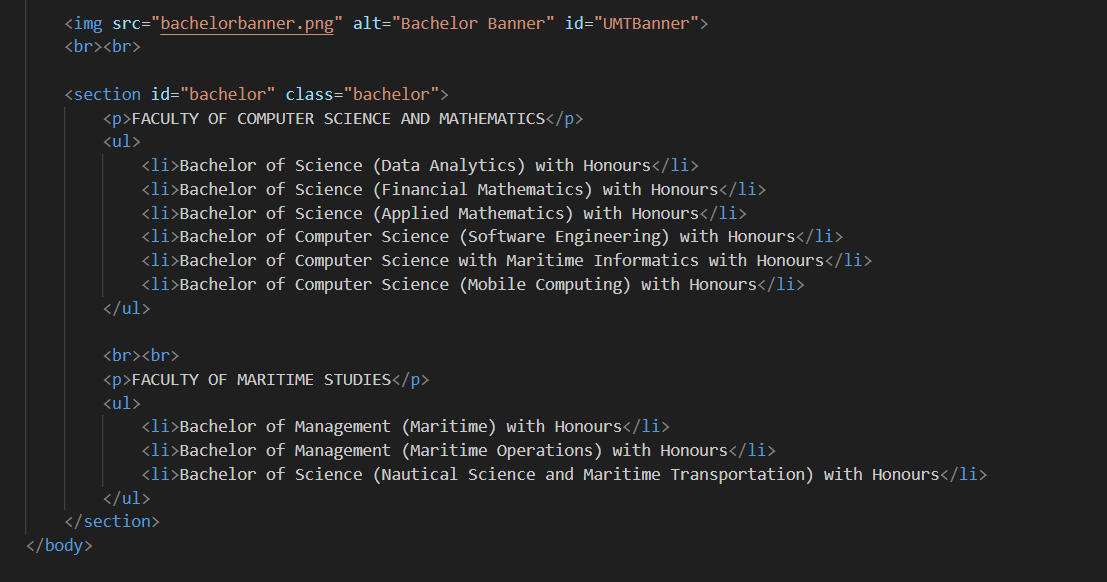 <img src="bachelorbanner.png" alt="Bachelor Banner" id="UMTBanner">
<br><br>
<section id="bachelor" class="bachelor">
<p>FACULTY OF COMPUTER SCIENCE AND MATHEMATICS</p>
<ul>
<li>Bachelor of Science (Data Analytics) with Honours</li>
<li>Bachelor of Science (Financial Mathematics) with Honours</li>
<li>Bachelor of Science (Applied Mathematics) with Honours</li>
<li>Bachelor of Computer Science (Software Engineering) with Honours</li>
<li>Bachelor of Computer Science with Maritime Informatics with Honours</li>
<li>Bachelor of Computer Science (Mobile Computing) with Honours</li>
</ul>
<br><br>
<p>FACULTY OF MARITIME STUDIES</p>
<ul>
<li>Bachelor of Management (Maritime) with Honours</li>
<li>Bachelor of Management (Maritime Operations) with Honours</li>
<li>Bachelor of Science (Nautical Science and Maritime Transportation) with Honours</li>
</ul>
</section>
</body>